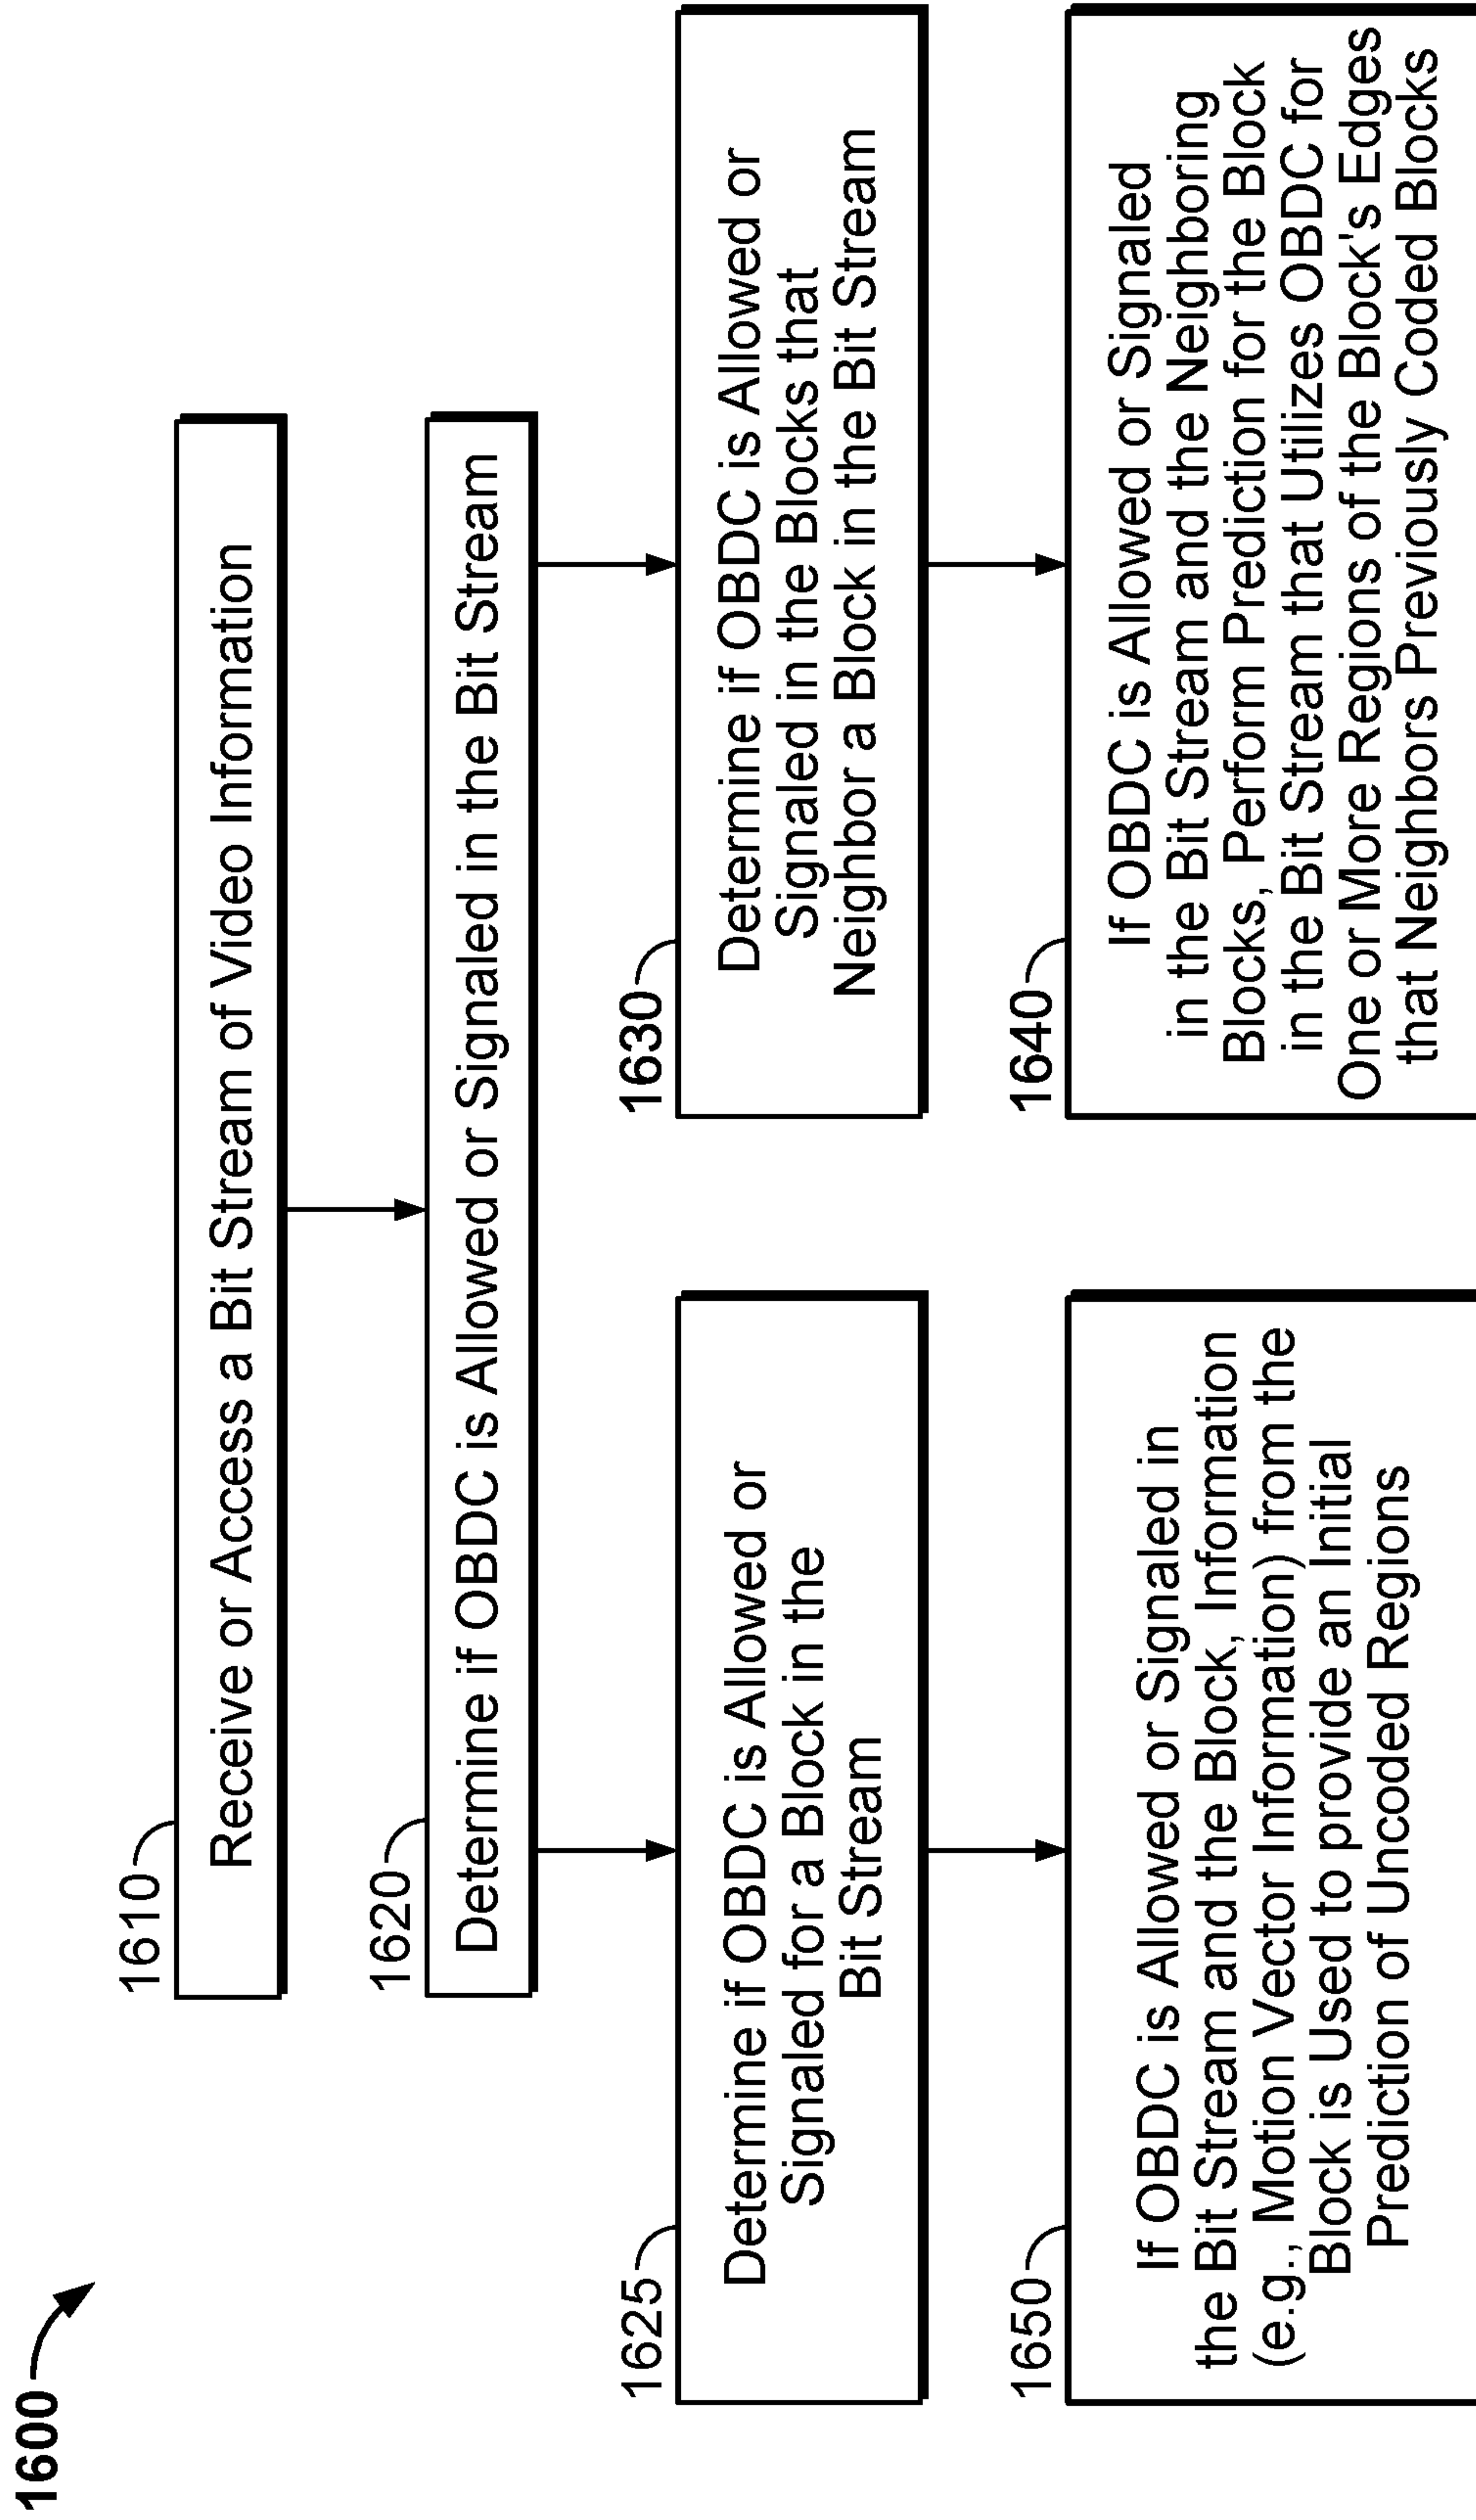 1600
1610
Receive or Access a Bit Stream of Video Information
1620
Determine if OBDC is Allowed or Signaled in the Bit Stream
1625
Determine if OBDC is Allowed or
Signaled for a Block in the
Bit Stream
1630
Determine if OBDC is Allowed or
Signaled in the Blocks that
Neighbor a Block in the Bit Stream
1650
If OBDC is Allowed or Signaled in
the Bit Stream and the Block, Information
(e.g., Motion Vector Information) from the
Block is Used to provide an Initial
Prediction of Uncoded Regions
1640
If OBDC is Allowed or Signaled
in the Bit Stream and the Neighboring
Blocks, Perform Prediction for the Block
in the Bit Stream that Utilizes OBDC for
One or More Regions of the Block's Edges
that Neighbors Previously Coded Blocks